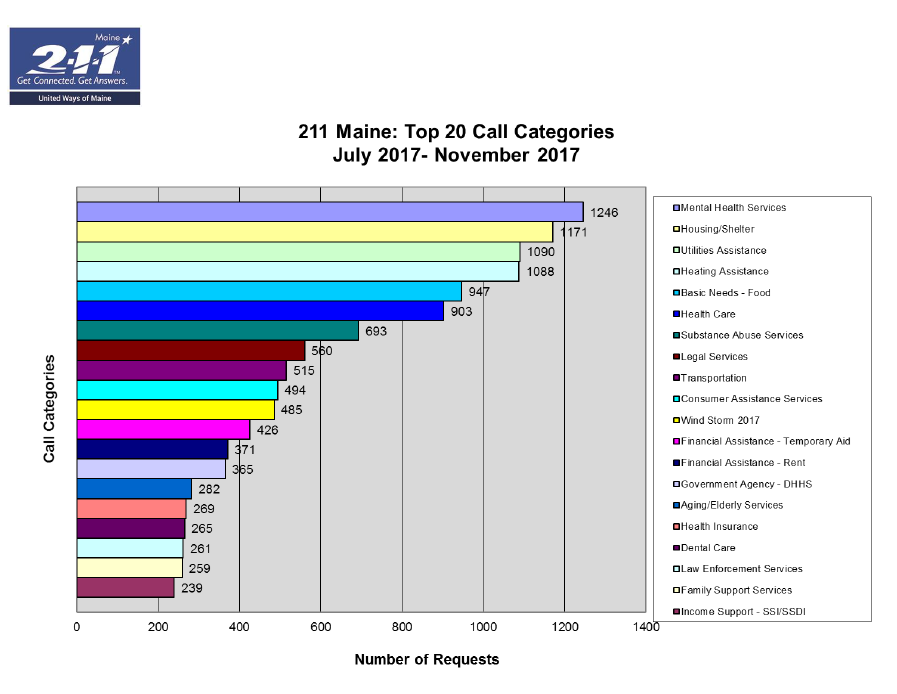 Maine
2-1-1
TM
Get Connected. Get Answers.
United Ways of Maine
211 Maine: Top 20 Call Categories
July 2017- November 2017
1246
1171
1090
1088
947
903
693
560
515
494
485
426
371
365
282
269
265
261
259
239
0 200 400 600 800 1000 1200 1400
Number of Requests
Call Categories
Mental Health Services
Housing/Shelter
Utilities Assistance
Heating Assistance
Basic Needs - Food
Health Care
Substance Abuse Services
Legal Services
Transportation
Consumer Assistance Services
Wind Storm 2017
Financial Assistance - Temporary Aid
Financial Assistance - Rent
Government Agency - DHHS
Aging/Elderly Services
Health Insurance
Dental Care
Law Enforcement Services
Family Support Services
Income Support - SSI/SSDI